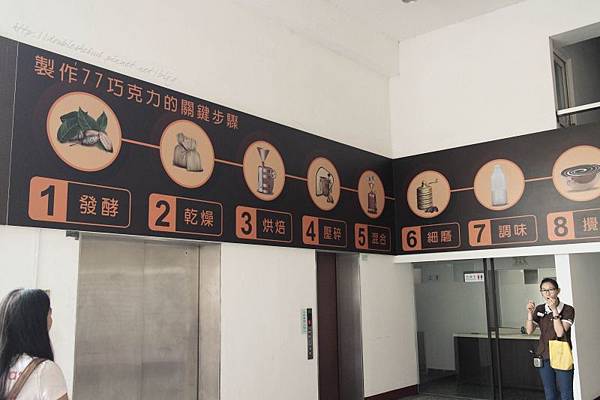 製作77巧克力的關鍵步驟
1 發酵
2 乾燥
3 烘焙
4 壓碎
5 混合
6 細磨
7 調味
8 攪